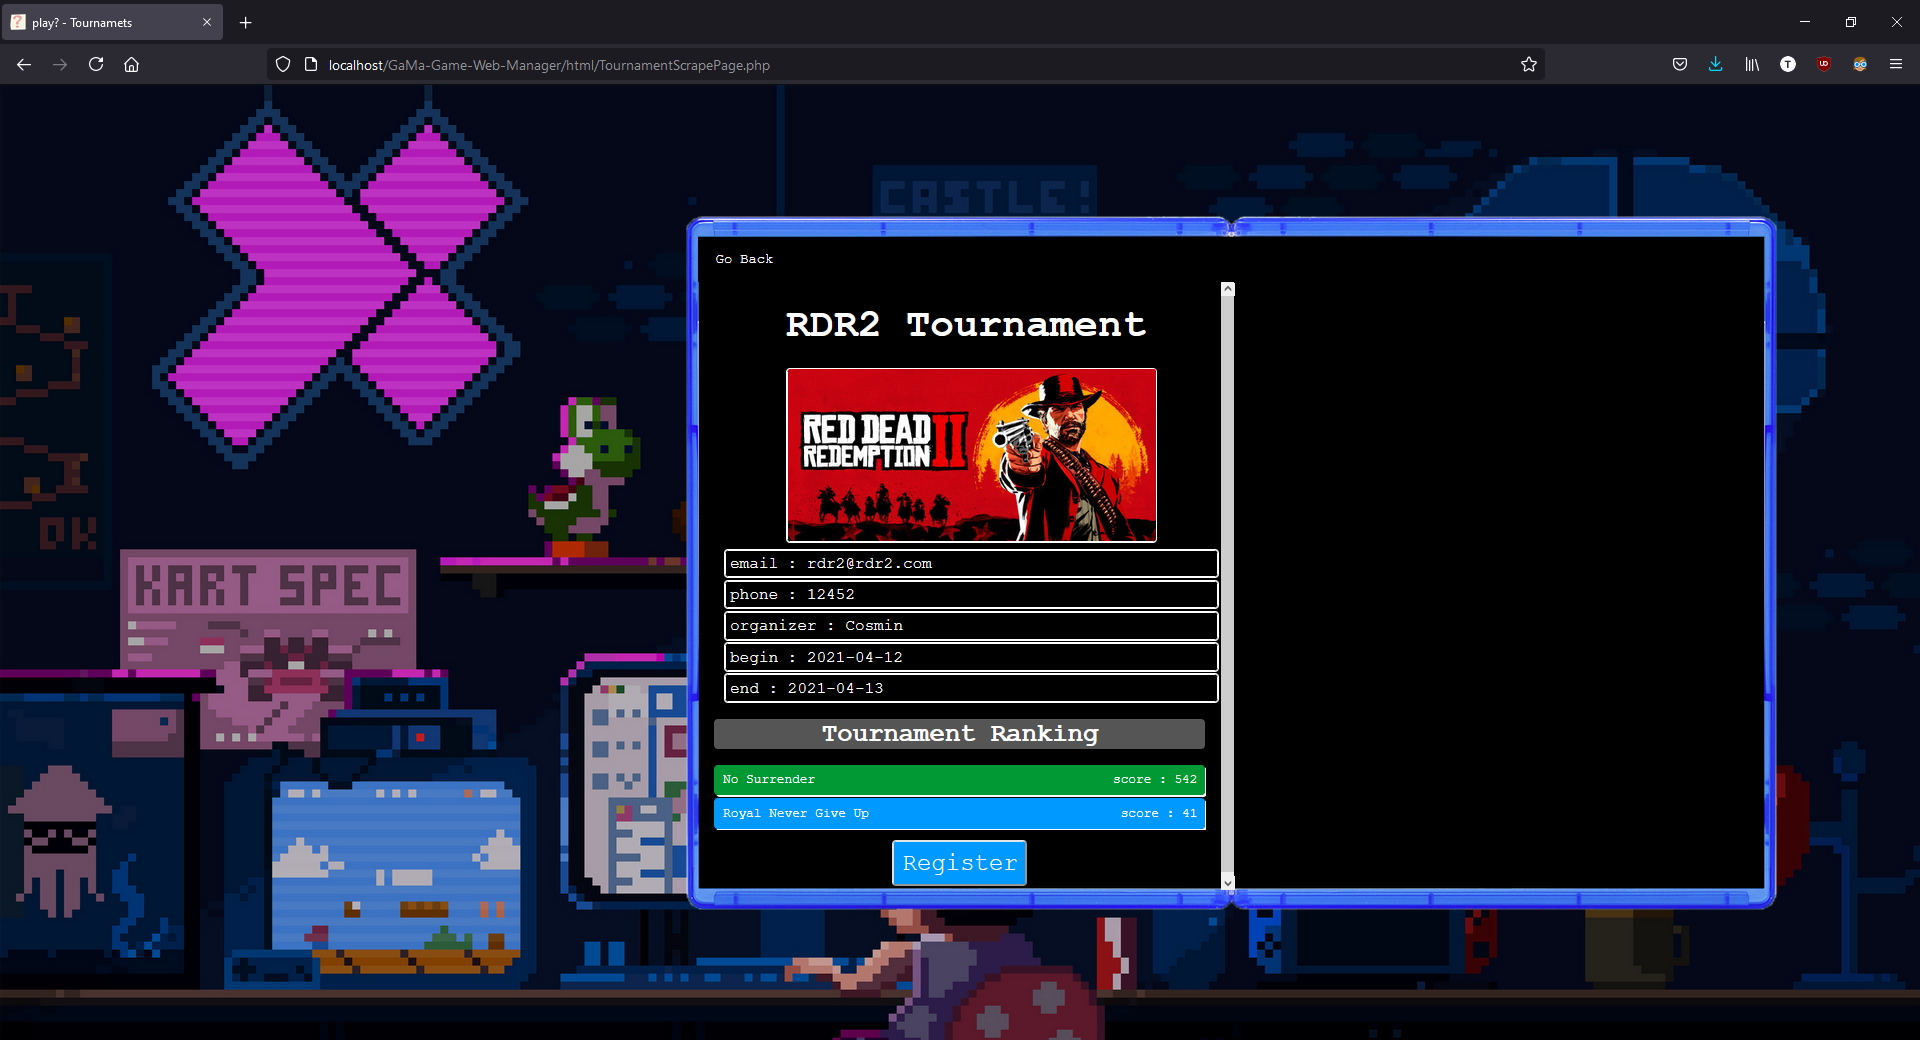 play? - Tournamets
localhost/GaMa-Game-Web-Manager/html/TournamentScrapePage.php
CASTLE!
Go Back
RDR2 Tournament
RED DEAD
REDEMPTION II
email : rdr2@rdr2.com
phone : 12452
organizer : Cosmin
begin : 2021-04-12
end : 2021-04-13
Tournament Ranking
No Surrender score : 542
Royal Never Give Up score : 41
Register
DK
KART SPEC